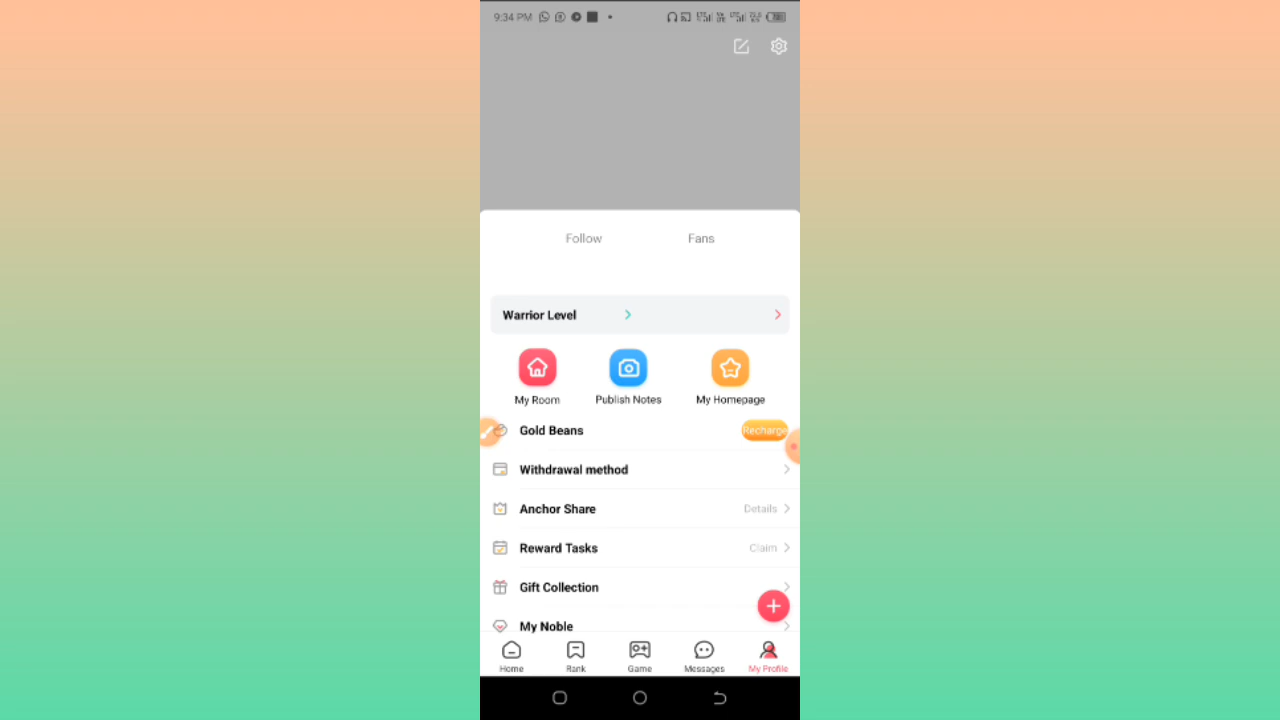 9:34 PM
Follow Fans
Warrior Level
My Room Publish Notes My Homepage
Gold Beans Recharge
Withdrawal method
Anchor Share Details
Reward Tasks Claim
Gift Collection
My Noble
Home Rank Game Messages My Profile